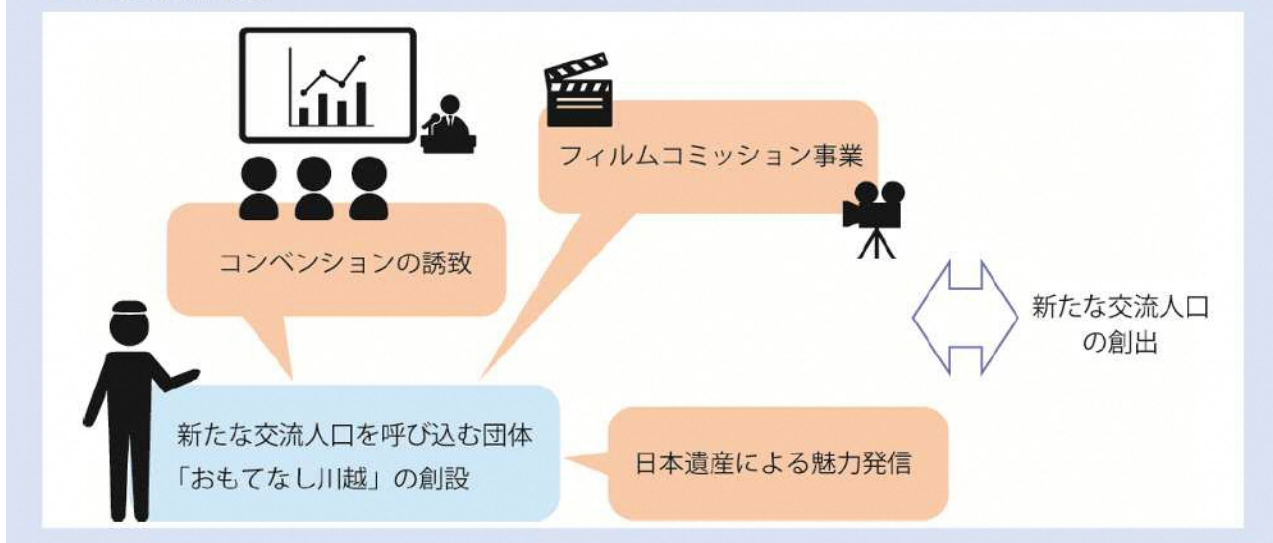 フィルムコミッション事業
コンベンションの誘致
新たな交流人口
の創出
新たな交流人口を呼び込む団体
「おもてなし川越」の創設
日本遺産による魅力発信